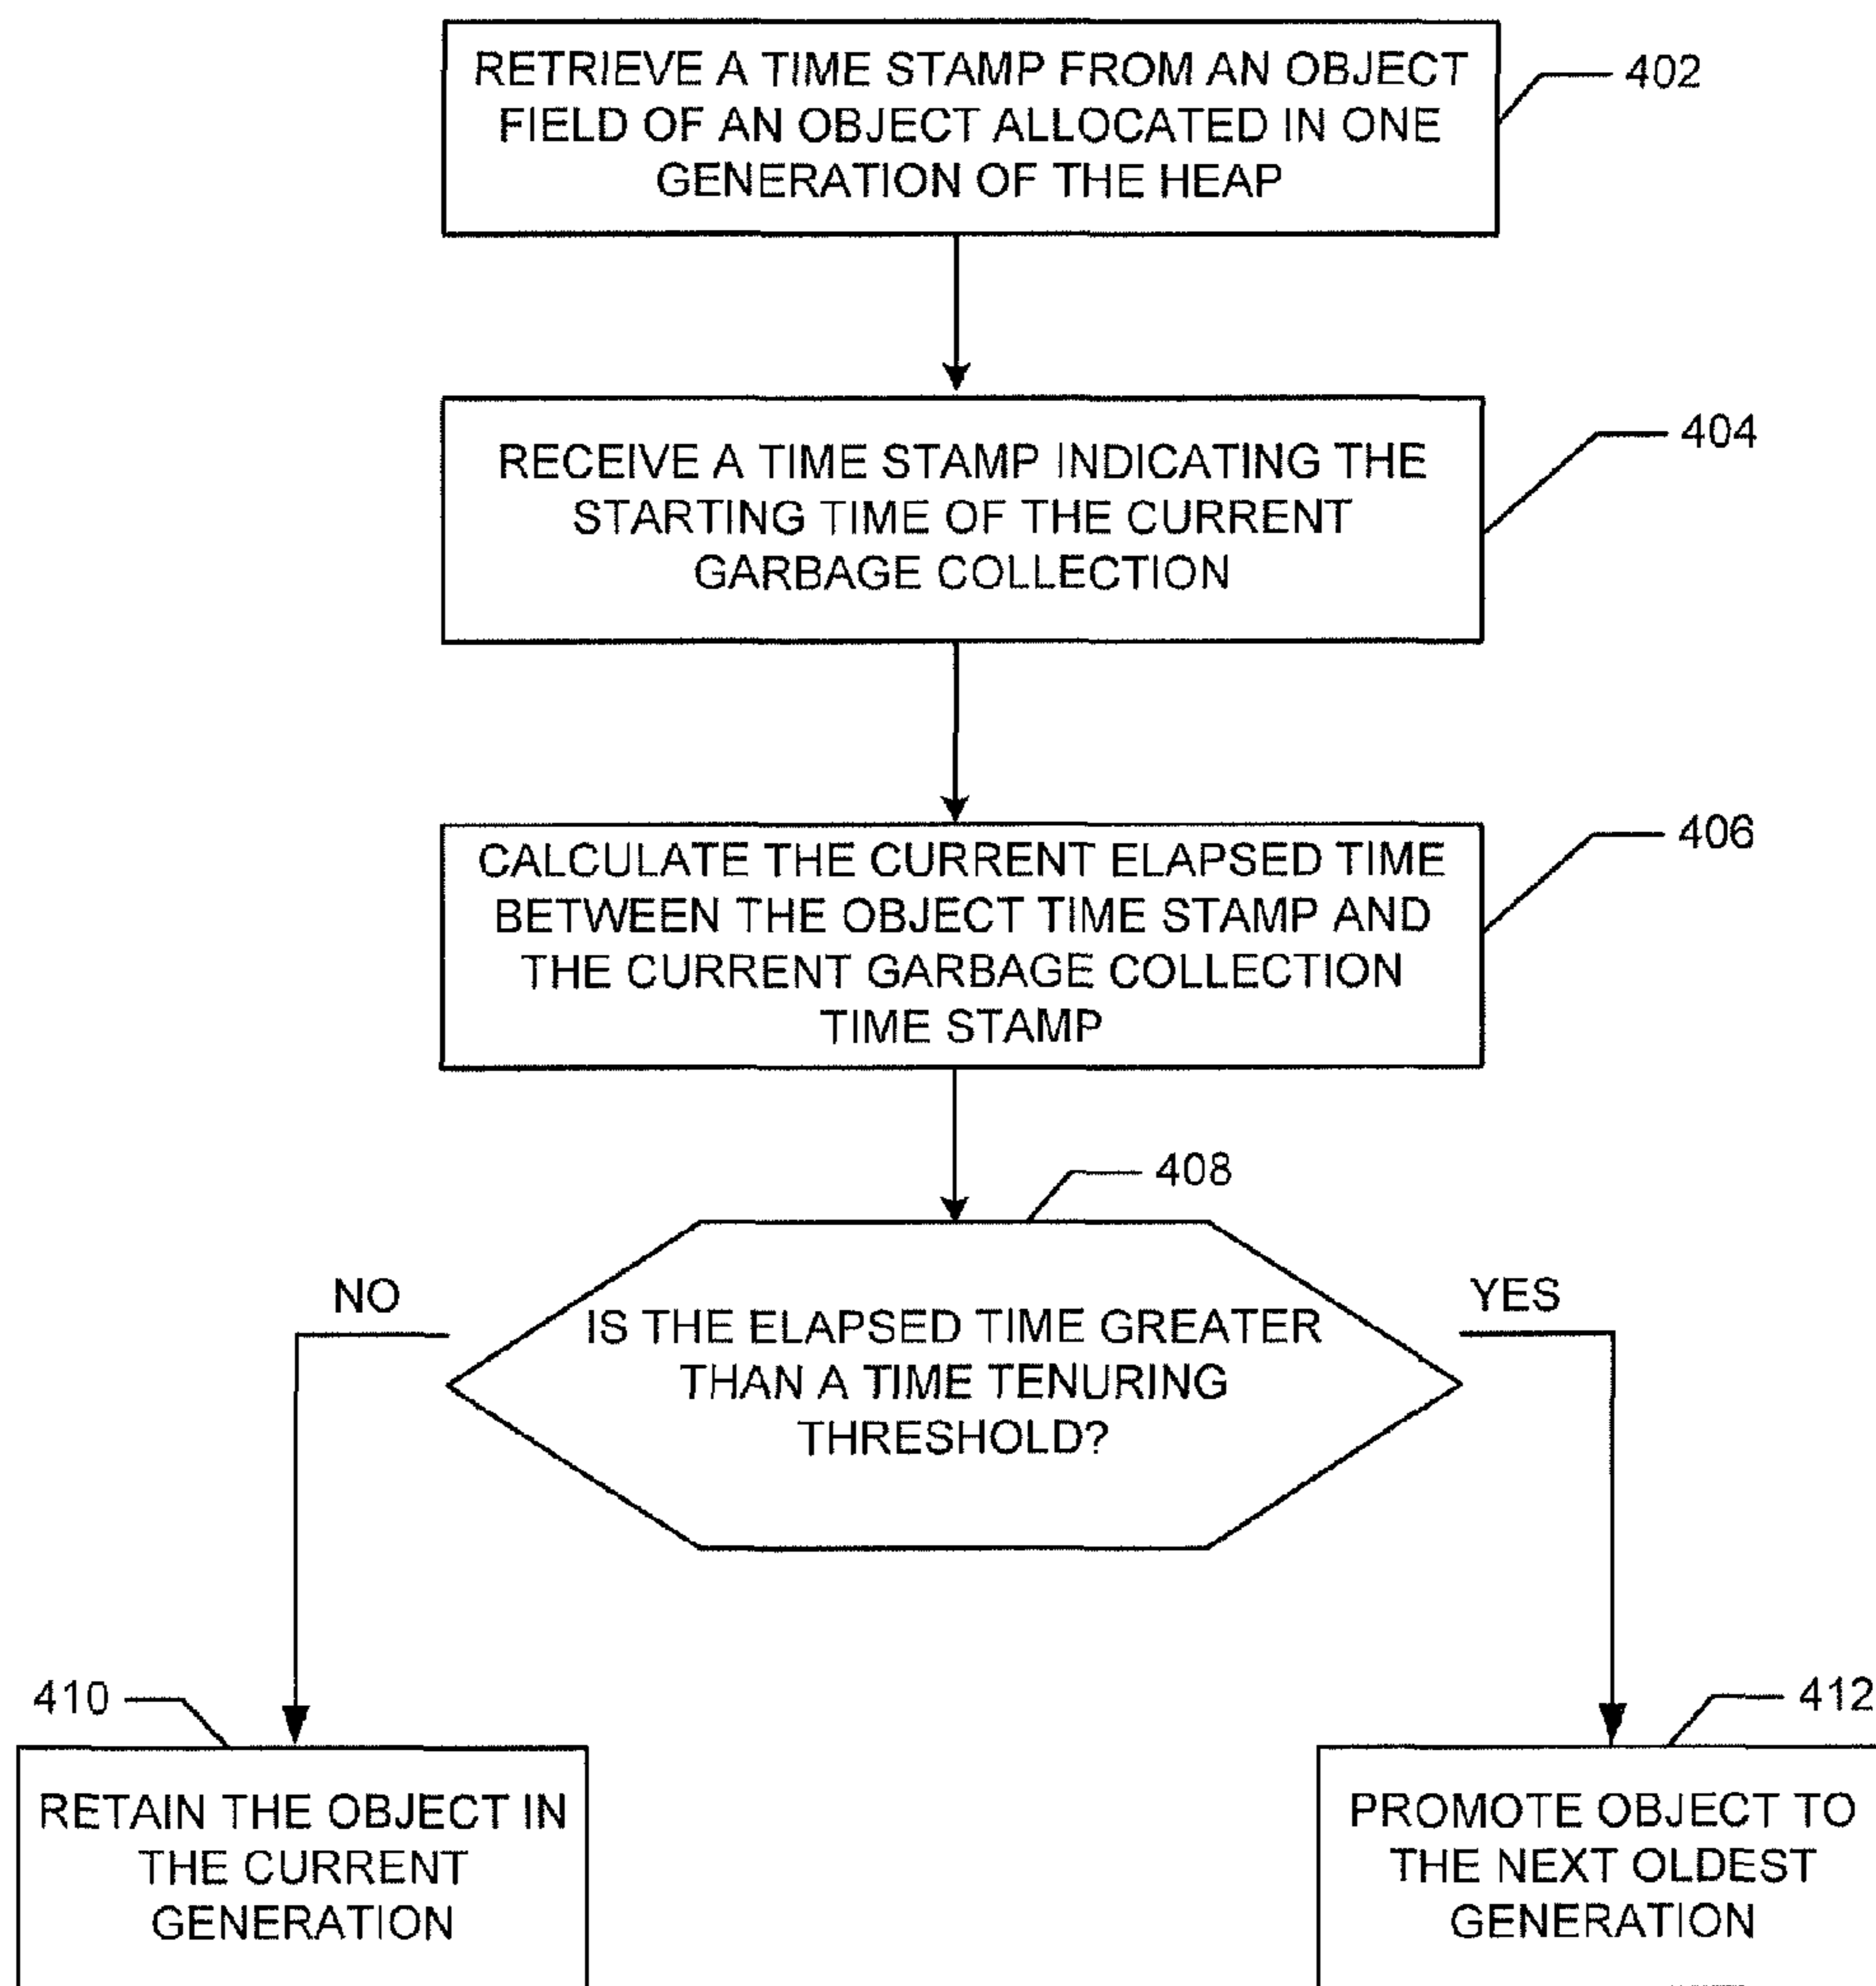 RETRIEVE A TIME STAMP FROM AN OBJECT
FIELD OF AN OBJECT ALLOCATED IN ONE
GENERATION OF THE HEAP
402
RECEIVE A TIME STAMP INDICATING THE
STARTING TIME OF THE CURRENT
GARBAGE COLLECTION
404
CALCULATE THE CURRENT ELAPSED TIME
BETWEEN THE OBJECT TIME STAMP AND
THE CURRENT GARBAGE COLLECTION
TIME STAMP
406
408
NO
YES
IS THE ELAPSED TIME GREATER
THAN A TIME TENURING
THRESHOLD?
410
RETAIN THE OBJECT IN
THE CURRENT
GENERATION
412
PROMOTE OBJECT TO
THE NEXT OLDEST
GENERATION